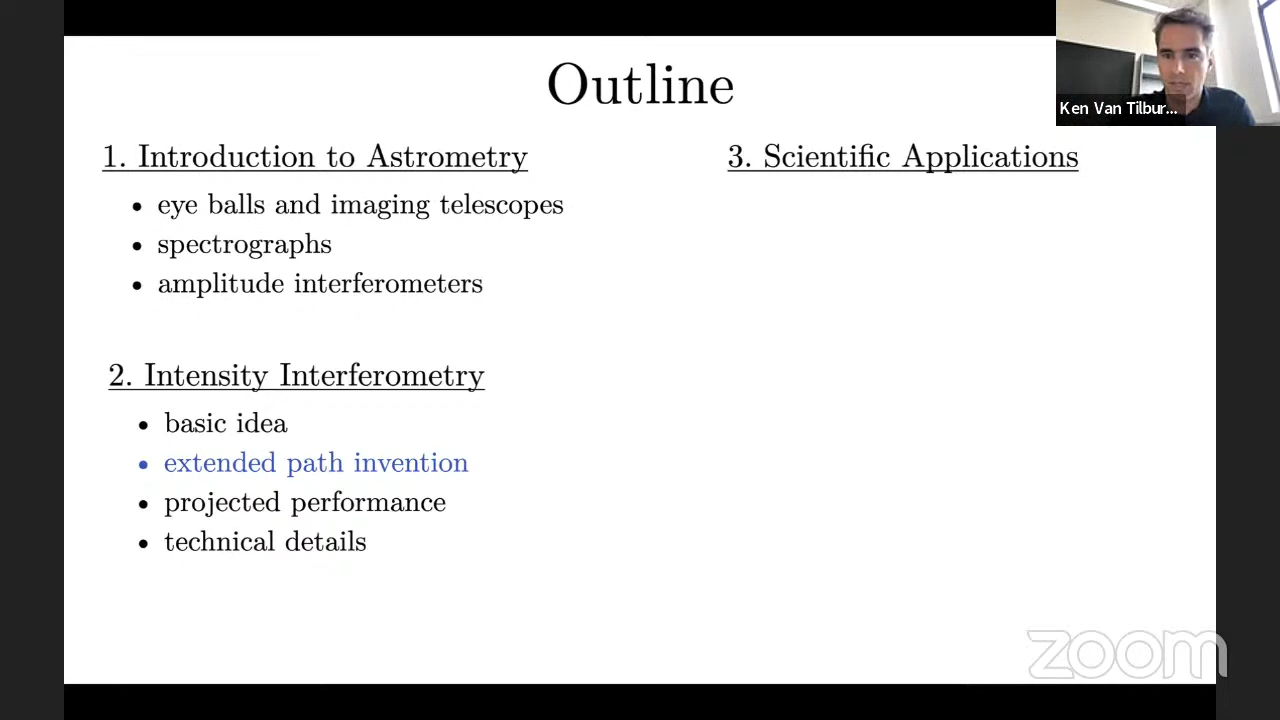 Outline
Ken Van Tilbur...
1. Introduction to Astrometry
• eye balls and imaging telescopes
• spectrographs
• amplitude interferometers
2. Intensity Interferometry
• basic idea
• extended path invention
• projected performance
• technical details
3. Scientific Applications
zoom